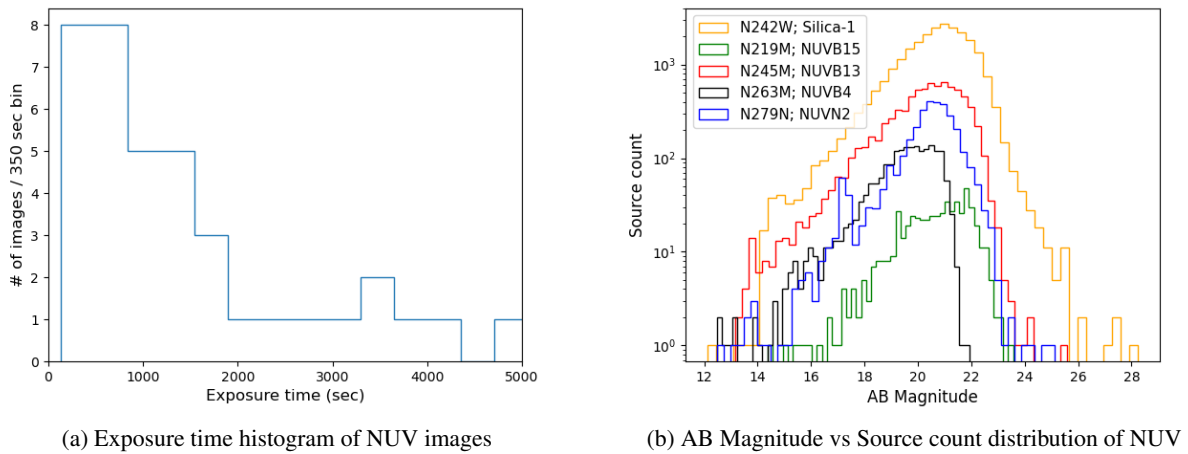 # of images / 350 sec bin
8
7
6
5
4
3
2
1
0
0 1000 2000 3000 4000 5000
Exposure time (sec)
(a) Exposure time histogram of NUV images
Source count
10³
10²
10¹
10⁰
N242W; Silica-1
N219M; NUVB15
N245M; NUVB13
N263M; NUVB4
N279N; NUVN2
12 14 16 18 20 22 24 26 28
AB Magnitude
(b) AB Magnitude vs Source count distribution of NUV